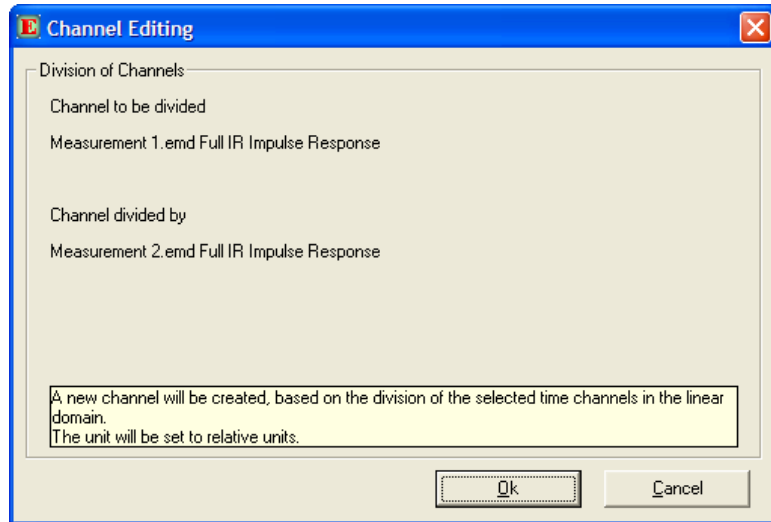 E Channel Editing
Division of Channels
Channel to be divided
Measurement 1.emd Full IR Impulse Response
Channel divided by
Measurement 2.emd Full IR Impulse Response
A new channel will be created, based on the division of the selected time channels in the linear
domain.
The unit will be set to relative units.
Ok Cancel